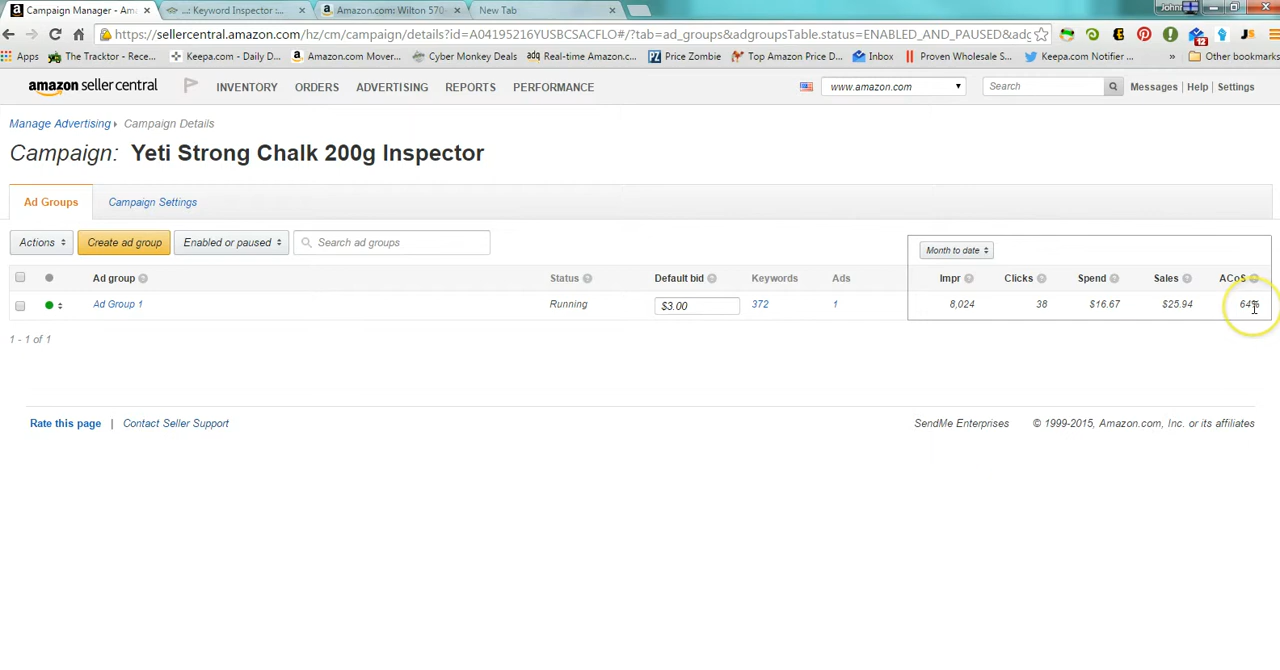 Campaign Manager - Ama
..: Keyword Inspector :...
Amazon.com: Wilton 570-
New Tab
Johnr
https://sellercentral.amazon.com/hz/cm/campaign/details?id=A04195216YUSBCSACFLO#/?tab=ad_groups&adgroupsTable.status=ENABLED_AND_PAUSED&adg
Apps
The Tracktor - Rece...
Keepa.com - Daily D...
Amazon.com Mover...
Cyber Monkey Deals
Real-time Amazon.c...
Price Zombie
Top Amazon Price D...
Inbox
Proven Wholesale S...
Keepa.com Notifier ...
»
Other bookmarks
12
amazon seller central
INVENTORY
ORDERS
ADVERTISING
REPORTS
PERFORMANCE
www.amazon.com
Search
Messages | Help | Settings
Manage Advertising › Campaign Details
Campaign: Yeti Strong Chalk 200g Inspector
Ad Groups
Campaign Settings
Actions
Create ad group
Enabled or paused
Search ad groups
Month to date
Ad group
Status
Default bid
Keywords
Ads
Impr
Clicks
Spend
Sales
ACoS
Ad Group 1
Running
$3.00
372
1
8,024
38
$16.67
$25.94
64%
1 - 1 of 1
Rate this page | Contact Seller Support
SendMe Enterprises
© 1999-2015, Amazon.com, Inc. or its affiliates